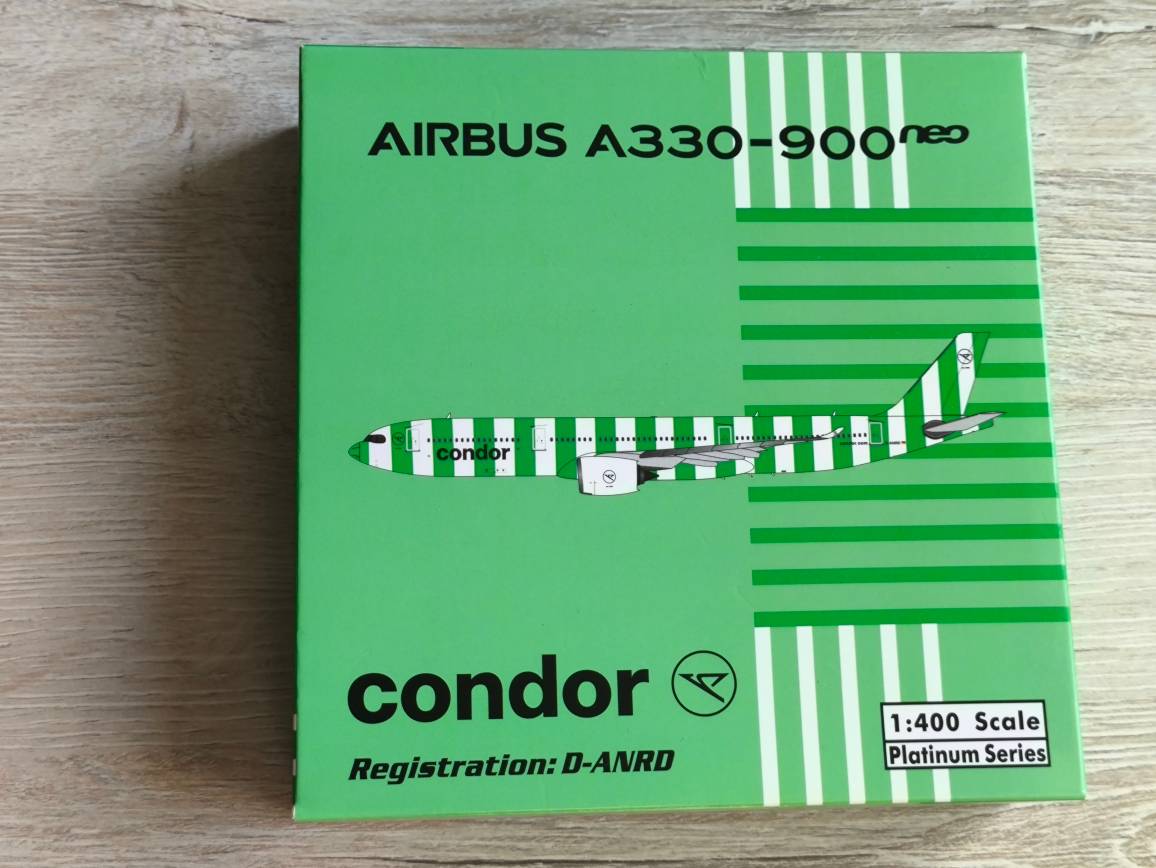 AIRBUS A330-900neo
condor
condor
Registration: D-ANRD
1:400 Scale
Platinum Series